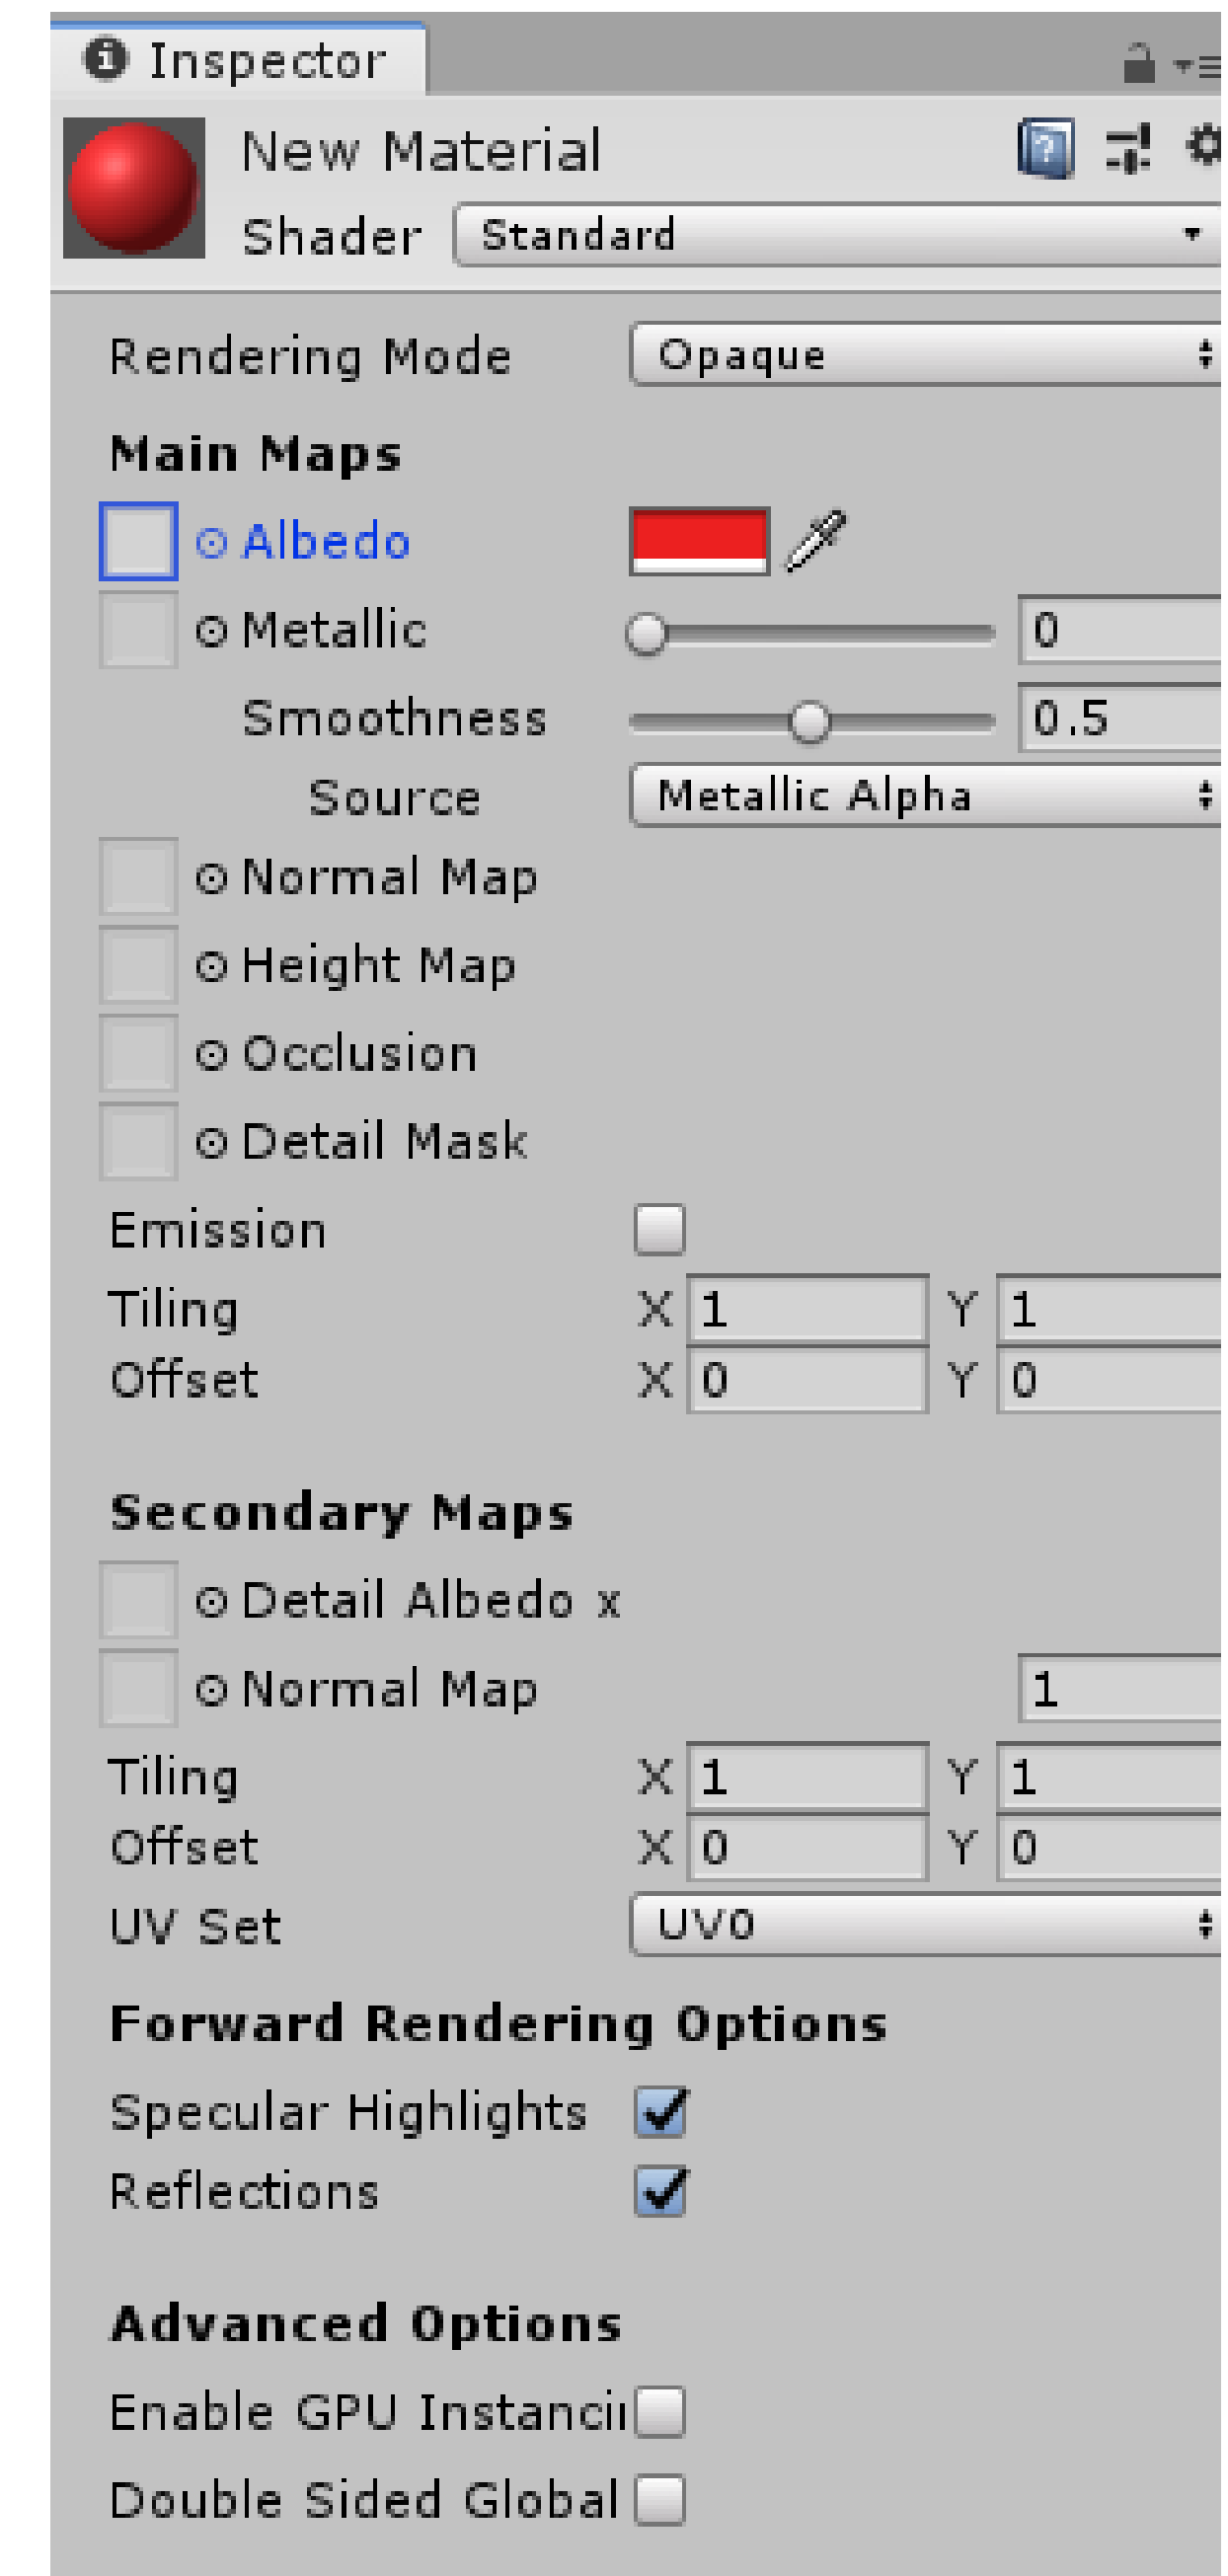 Inspector
New Material
Shader Standard
Rendering Mode Opaque
Main Maps
Albedo
Metallic 0
Smoothness 0.5
Source Metallic Alpha
Normal Map
Height Map
Occlusion
Detail Mask
Emission
Tiling X 1 Y 1
Offset X 0 Y 0
Secondary Maps
Detail Albedo x
Normal Map 1
Tiling X 1 Y 1
Offset X 0 Y 0
UV Set UV0
Forward Rendering Options
Specular Highlights
Reflections
Advanced Options
Enable GPU
Double Sided Global